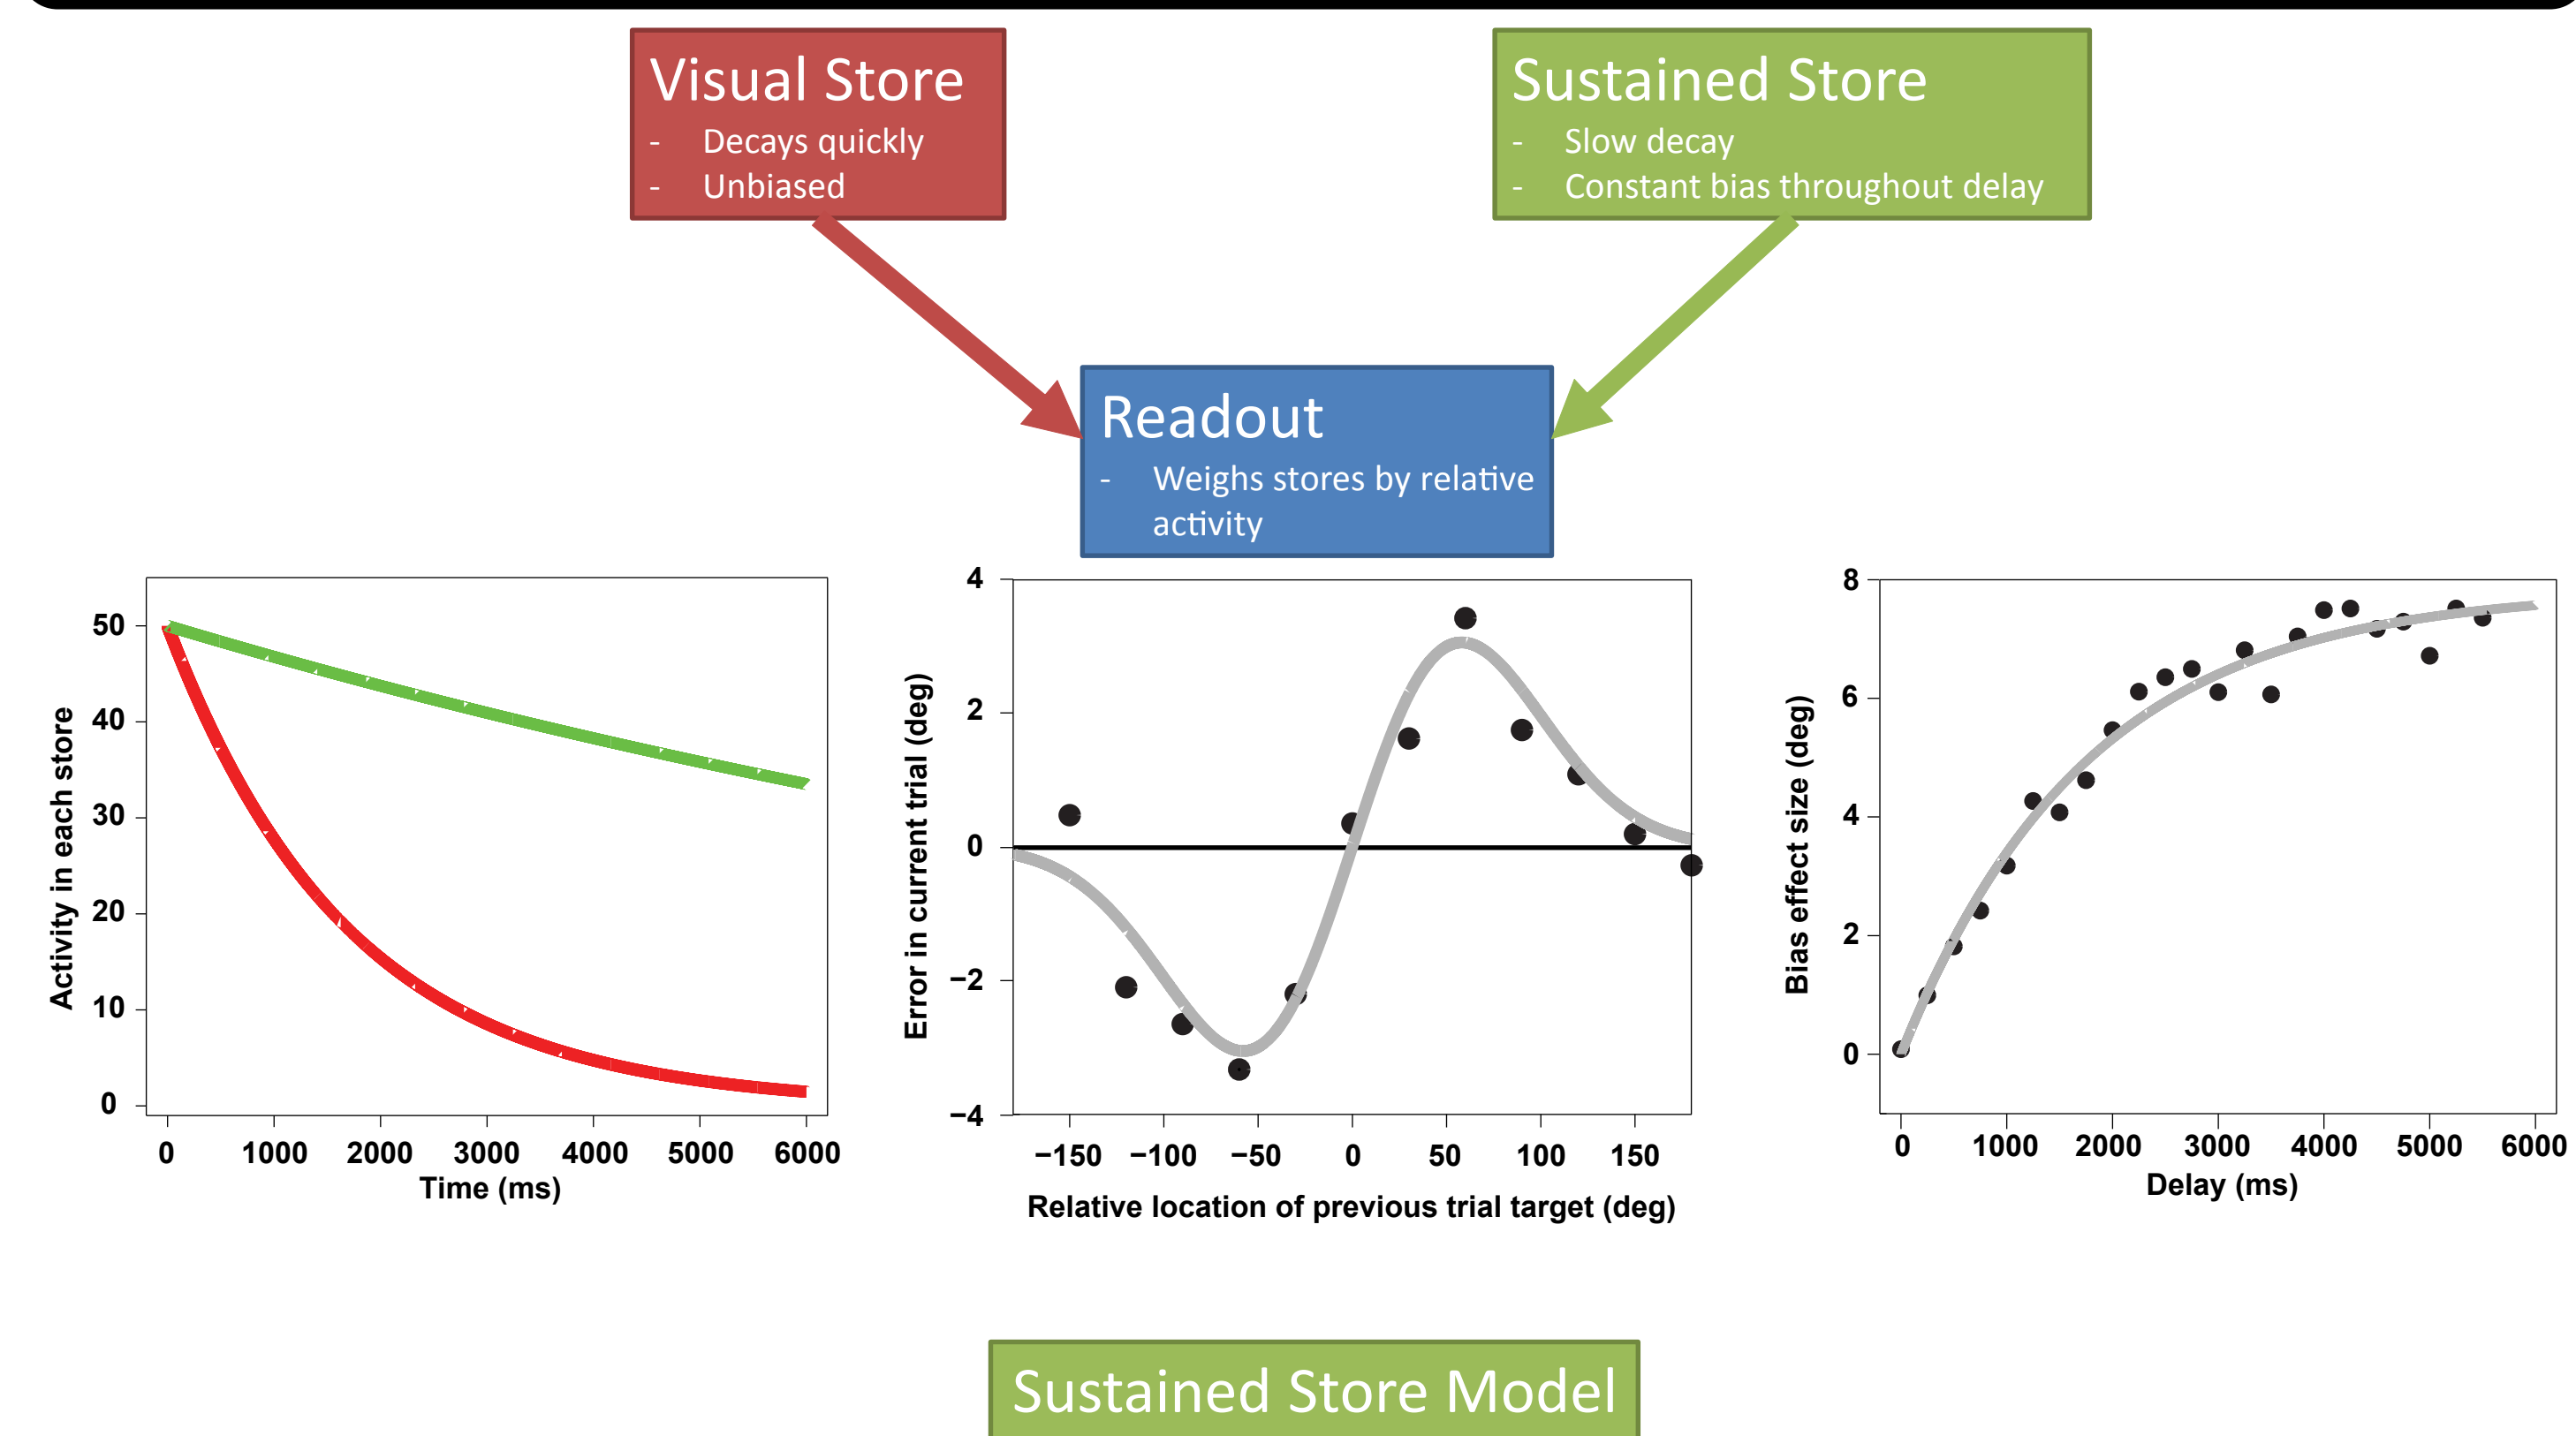 Visual Store
- Decays quickly
- Unbiased
Sustained Store
- Slow decay
- Constant bias throughout delay
Readout
- Weighs stores by relative
activity
Activity in each store
50
40
30
20
10
0
0 1000 2000 3000 4000 5000 6000
Time (ms)
Error in current trial (deg)
4
2
0
−2
−4
−150 −100 −50 0 50 100 150
Relative location of previous trial target (deg)
Bias effect size (deg)
8
6
4
2
0
0 1000 2000 3000 4000 5000 6000
Delay (ms)
Sustained Store Model